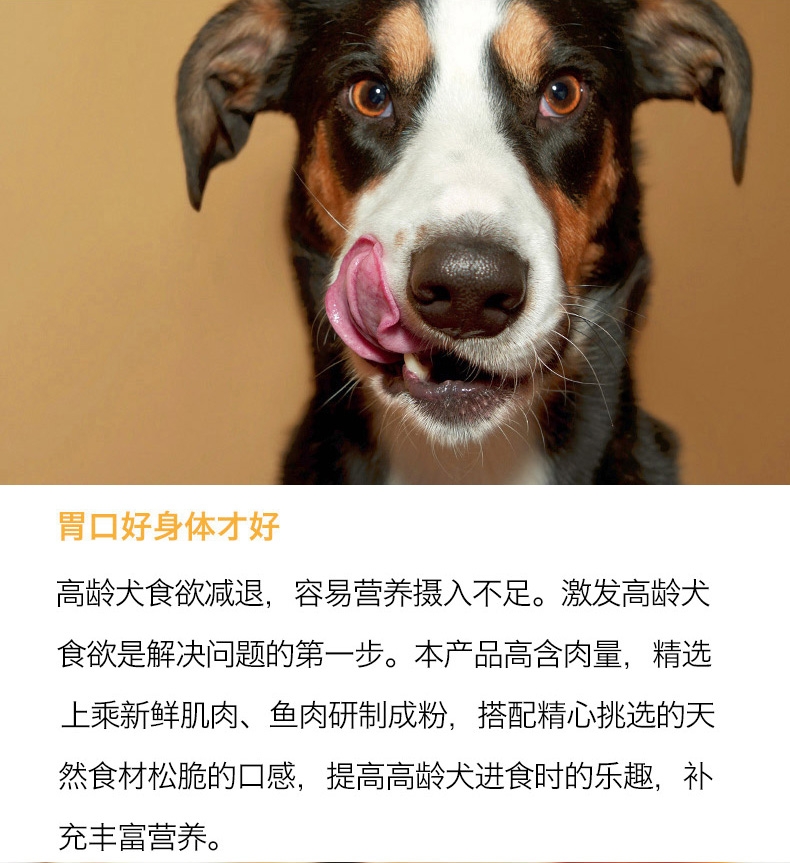 胃口好身体才好
高龄犬食欲减退，容易营养摄入不足。激发高龄犬
食欲是解决问题的第一步。本产品高含肉量，精选
上乘新鲜肌肉、鱼肉研制成粉，搭配精心挑选的天
然食材松脆的口感，提高高龄犬进食时的乐趣，补
充丰富营养。